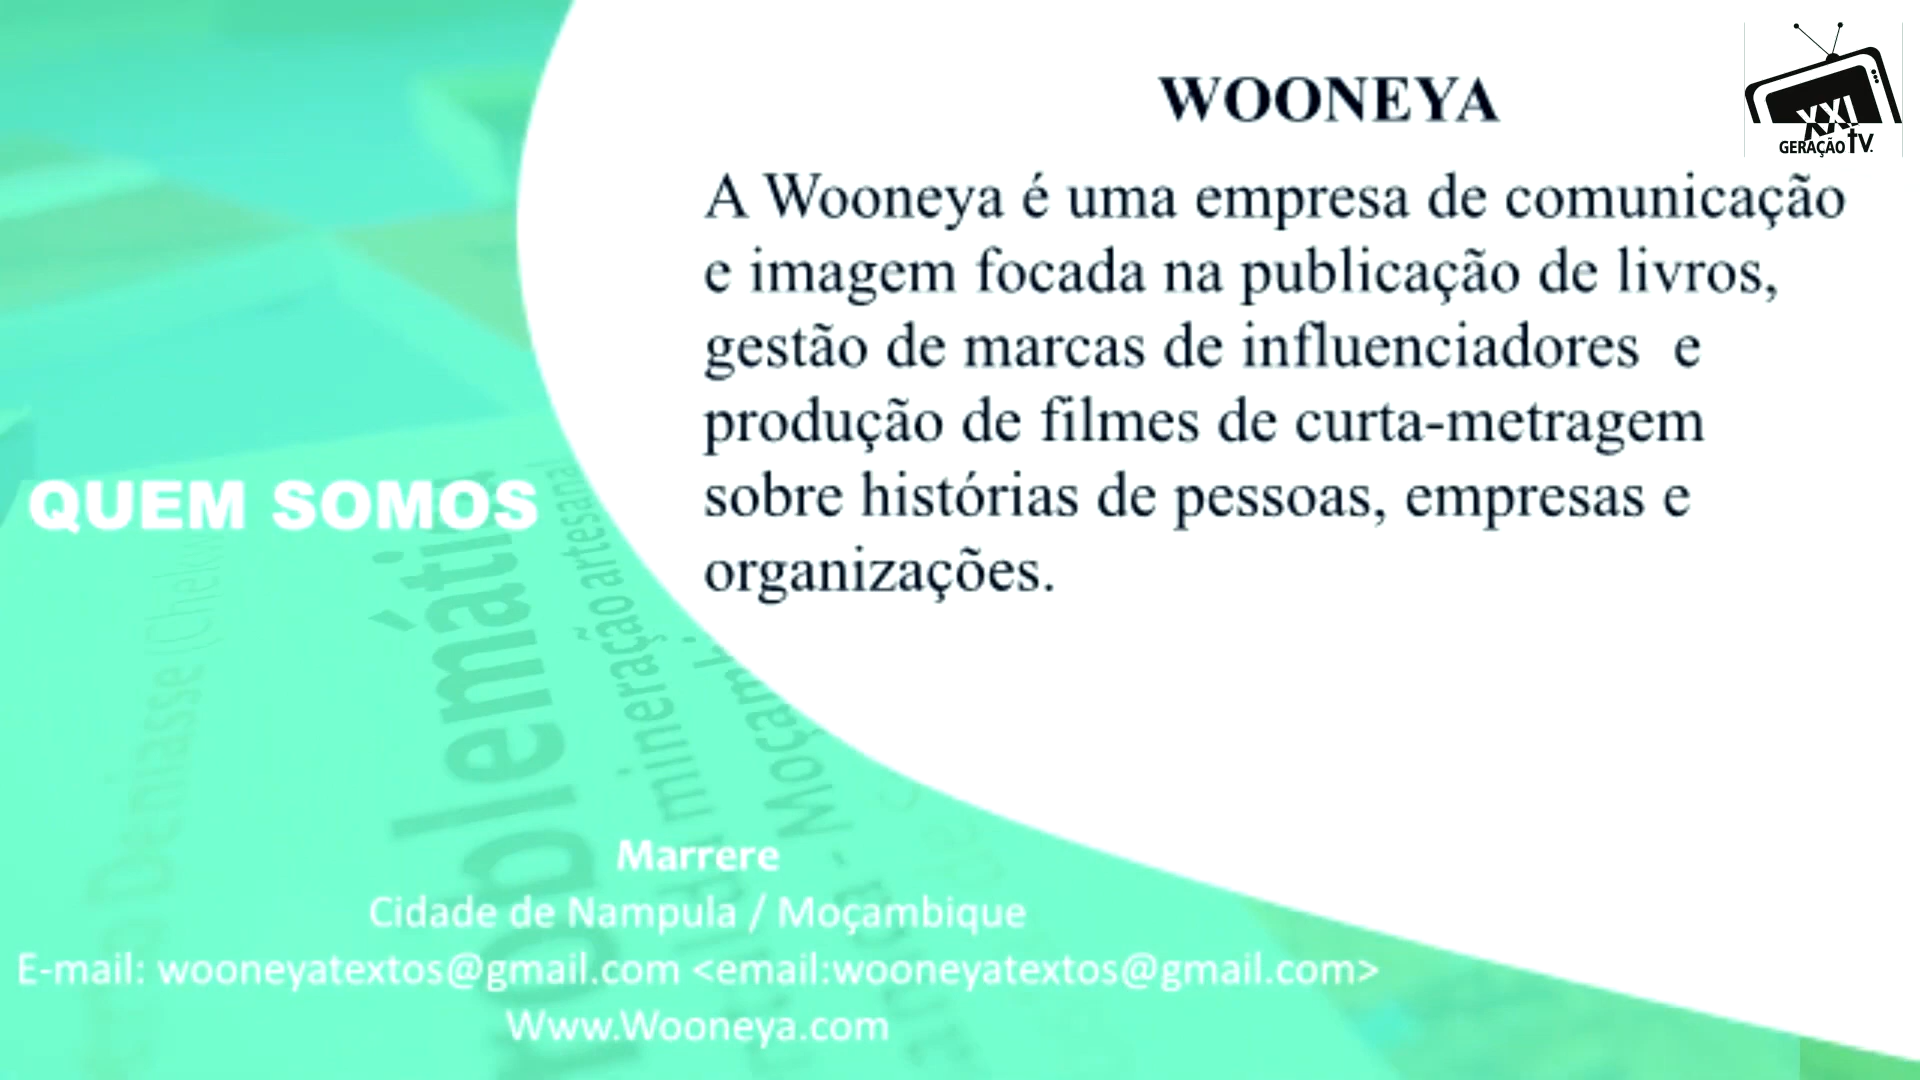 WOONEYA
XXI
GERAÇÃO TV.
A Wooneya é uma empresa de comunicação
e imagem focada na publicação de livros,
gestão de marcas de influenciadores e
produção de filmes de curta-metragem
sobre histórias de pessoas, empresas e
organizações.
QUEM SOMOS
mineração artesanal
Marrere
Cidade de Nampula / Moçambique
E-mail: wooneyatextos@gmail.com <email:wooneyatextos@gmail.com>
Www.Wooneya.com